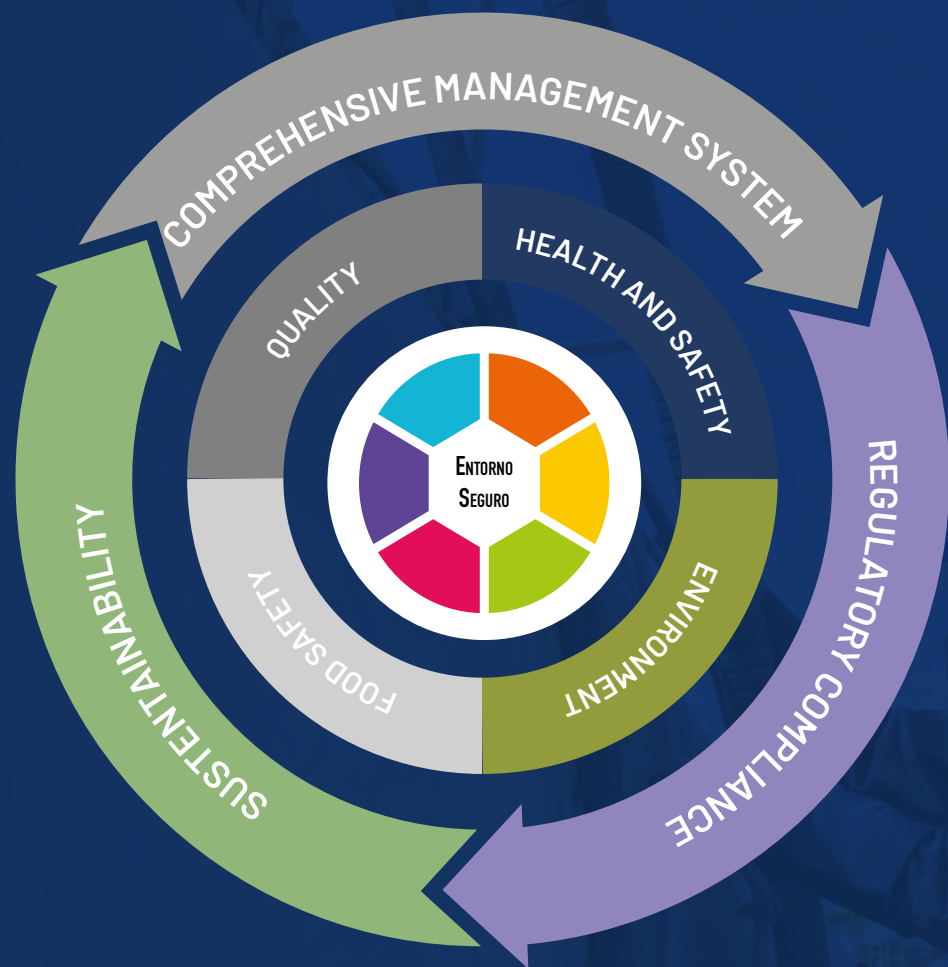 COMPREHENSIVE MANAGEMENT SYSTEM
QUALITY
HEALTH AND SAFETY
ENTORNO
SEGURO
REGULATORY COMPLIANCE
SUSTENTAINABILITY
FOOD SAFETY
ENVIRONMENT